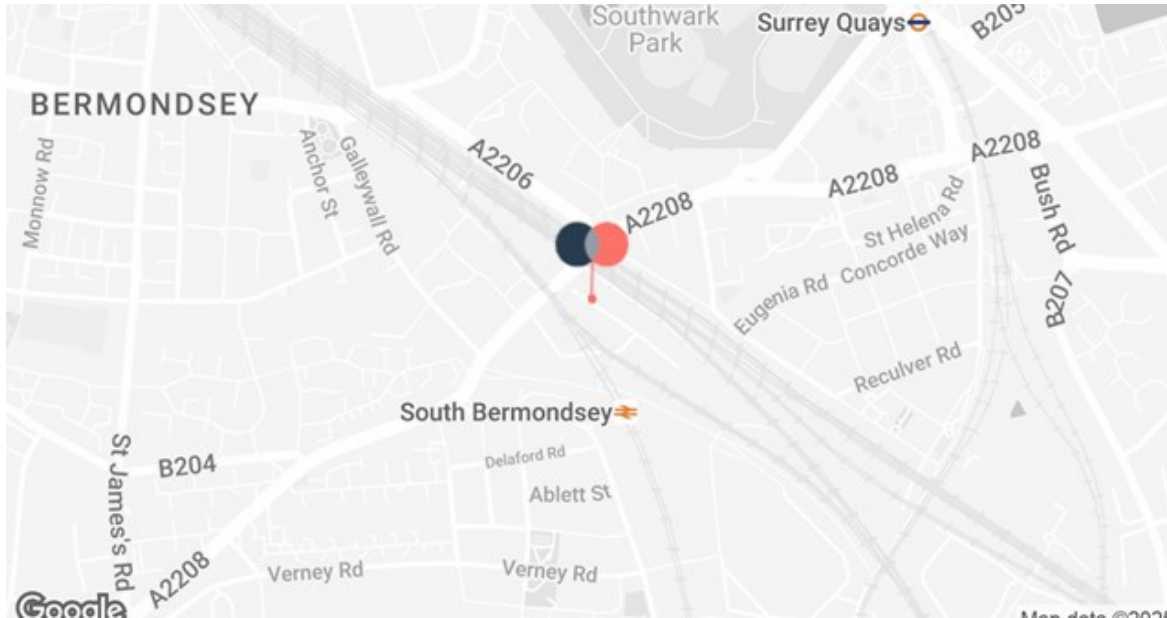 Southwark
Park
Surrey Quays
B205
BERMONDSEY
Monnow Rd
Anchor St
Galleywall Rd
A2206
A2208
A2208
A2208
St Helena Rd
Concorde Way
Bush Rd
B207
Eugenia Rd
Reculver Rd
South Bermondsey
St James's Rd
B204
Delaford Rd
Ablett St
A2208
Verney Rd
Verney Rd
Google
Map data